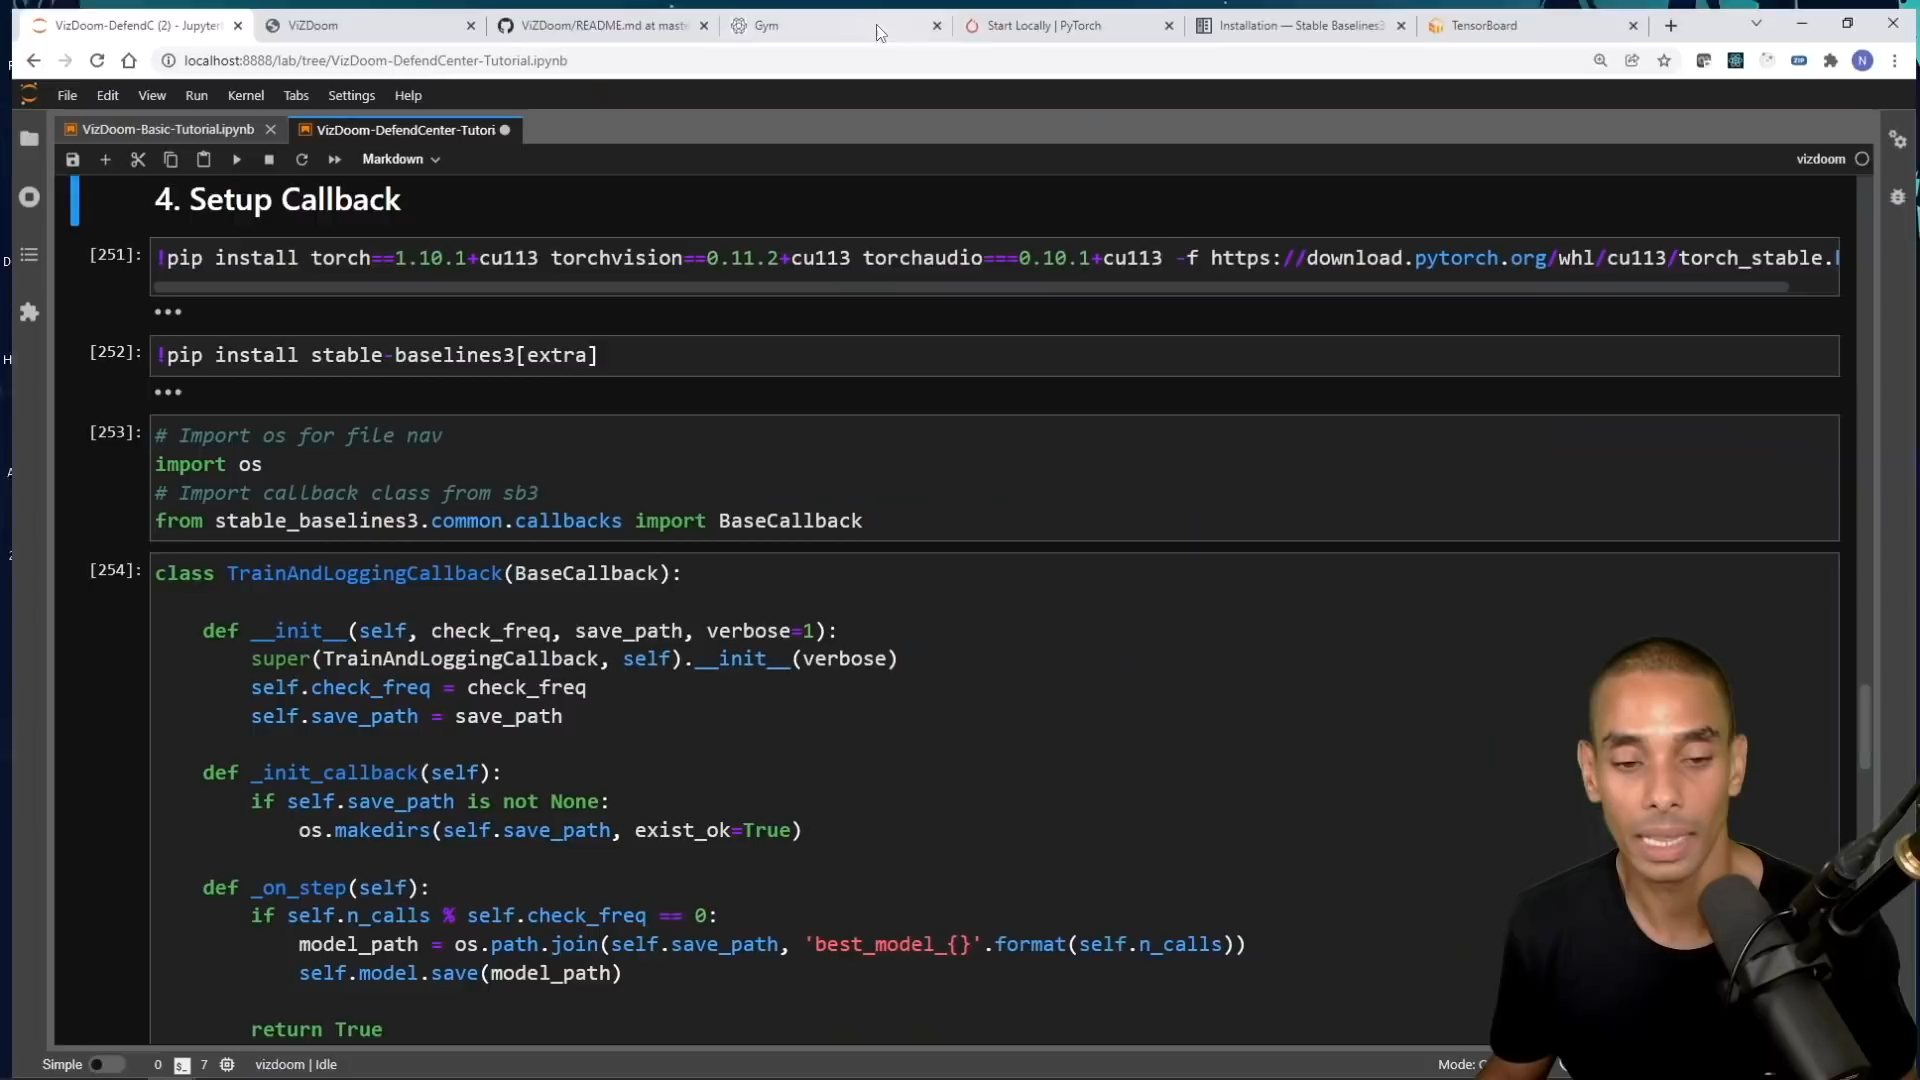 VizDoom-DefendC (2) - Jupyter
ViZDoom
ViZDoom/README.md at maste
Gym
Start Locally | PyTorch
Installation — Stable Baselines3
TensorBoard
localhost:8888/lab/tree/VizDoom-DefendCenter-Tutorial.ipynb
File Edit View Run Kernel Tabs Settings Help
VizDoom-Basic-Tutorial.ipynb
VizDoom-DefendCenter-Tutori
Markdown
vizdoom
4. Setup Callback
[251]: !pip install torch==1.10.1+cu113 torchvision==0.11.2+cu113 torchaudio===0.10.1+cu113 -f https://download.pytorch.org/whl/cu113/torch_stable.
[252]: !pip install stable-baselines3[extra]
[253]: # Import os for file nav
import os
# Import callback class from sb3
from stable_baselines3.common.callbacks import BaseCallback
[254]: class TrainAndLoggingCallback(BaseCallback):
def __init__(self, check_freq, save_path, verbose=1):
super(TrainAndLoggingCallback, self).__init__(verbose)
self.check_freq = check_freq
self.save_path = save_path
def _init_callback(self):
if self.save_path is not None:
os.makedirs(self.save_path, exist_ok=True)
def _on_step(self):
if self.n_calls % self.check_freq == 0:
model_path = os.path.join(self.save_path, 'best_model_{}'.format(self.n_calls))
self.model.save(model_path)
return True
Simple 0 7 vizdoom | Idle
Mode: